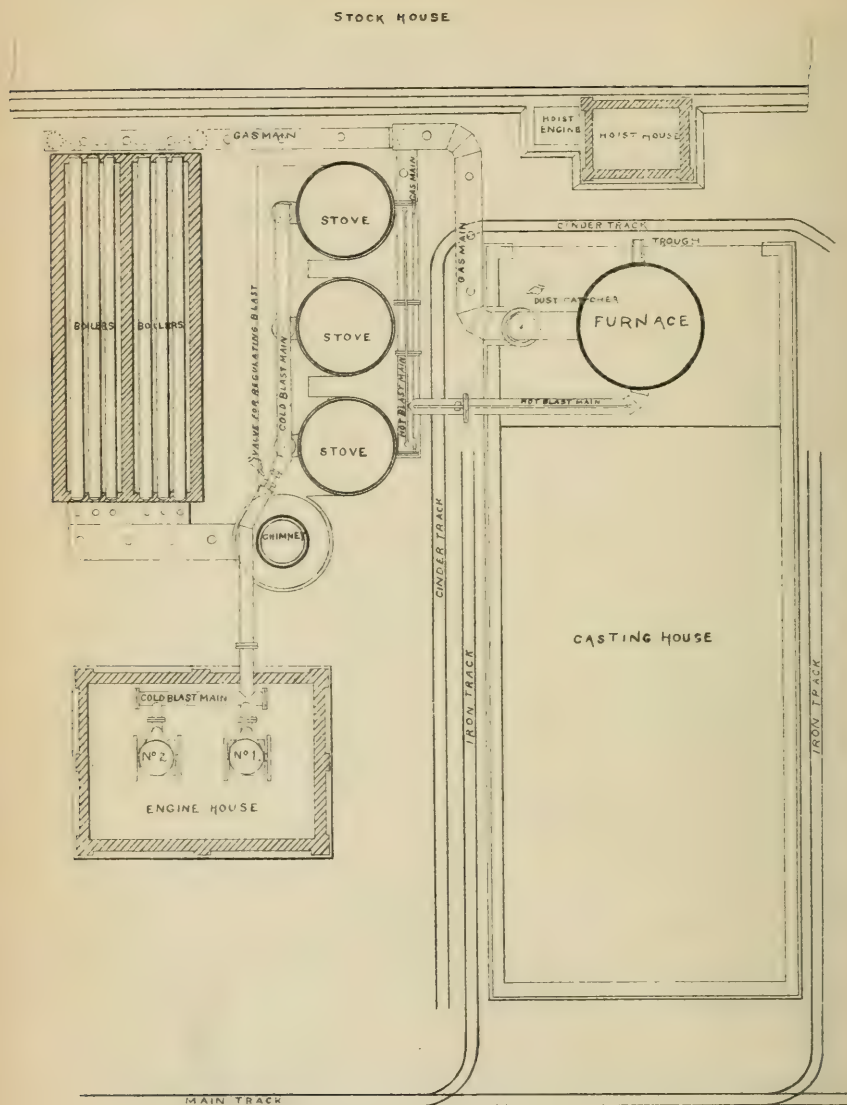 STOCK HOUSE
HOIST
ENGINE
HOIST HOUSE
GAS MAIN
GAS MAIN
CINDER TRACK
TROUGH
GAS MAIN
STOVE
DUST CATCHER
FURNACE
BOILERS
BOILERS
STOVE
VALVE FOR REGULATING BLAST
COLD BLAST MAIN
HOT BLAST MAIN
HOT BLAST MAIN
STOVE
CHIMNEY
CINDER TRACK
CASTING HOUSE
IRON TRACK
IRON TRACK
COLD BLAST MAIN
No 2
No 1.
ENGINE HOUSE
MAIN TRACK